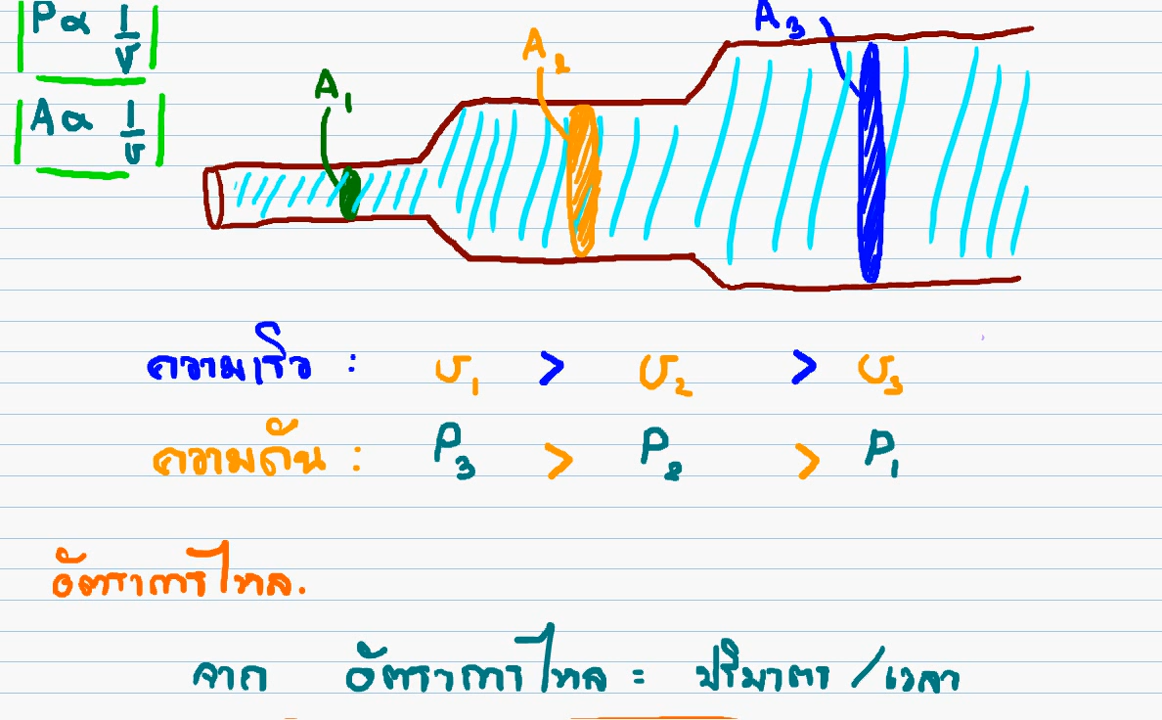 P∝ 1/v
A∝ 1/v
A₁
A₂
A₃
ความเร็ว : v₁ > v₂ > v₃
ความดัน : P₃ > P₂ > P₁
อัตราการไหล.
จาก อัตราการไหล = ปริมาตร / เวลา